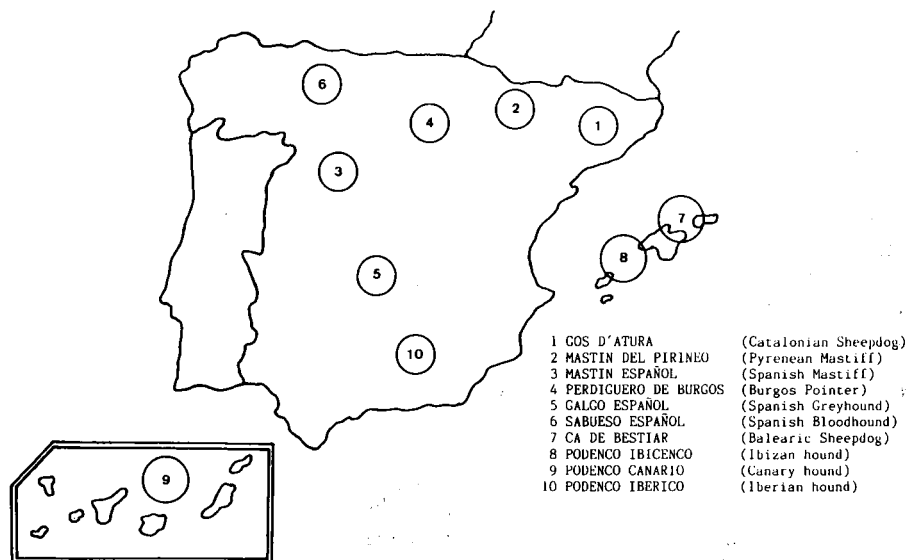 6
2
4
1
3
7
8
5
10
9
1 GOS D'ATURA (Catalonian Sheepdog)
2 MASTIN DEL PIRINEO (Pyrenean Mastiff)
3 MASTIN ESPAÑOL (Spanish Mastiff)
4 PERDIGUERO DE BURGOS (Burgos Pointer)
5 GALGO ESPAÑOL (Spanish Greyhound)
6 SABUESO ESPAÑOL (Spanish Bloodhound)
7 CA DE BESTIAR (Balearic Sheepdog)
8 PODENCO IBICENCO (Ibizan hound)
9 PODENCO CANARIO (Canary hound)
10 PODENCO IBERICO (Iberian hound)